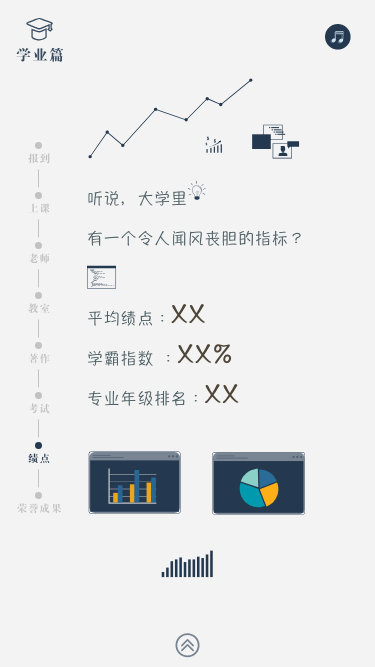 学业篇
报到
上课
老师
教室
著作
考试
绩点
荣誉成果
听说，大学里
有一个令人闻风丧胆的指标？
平均绩点：XX
学霸指数 ：XX%
专业年级排名：XX